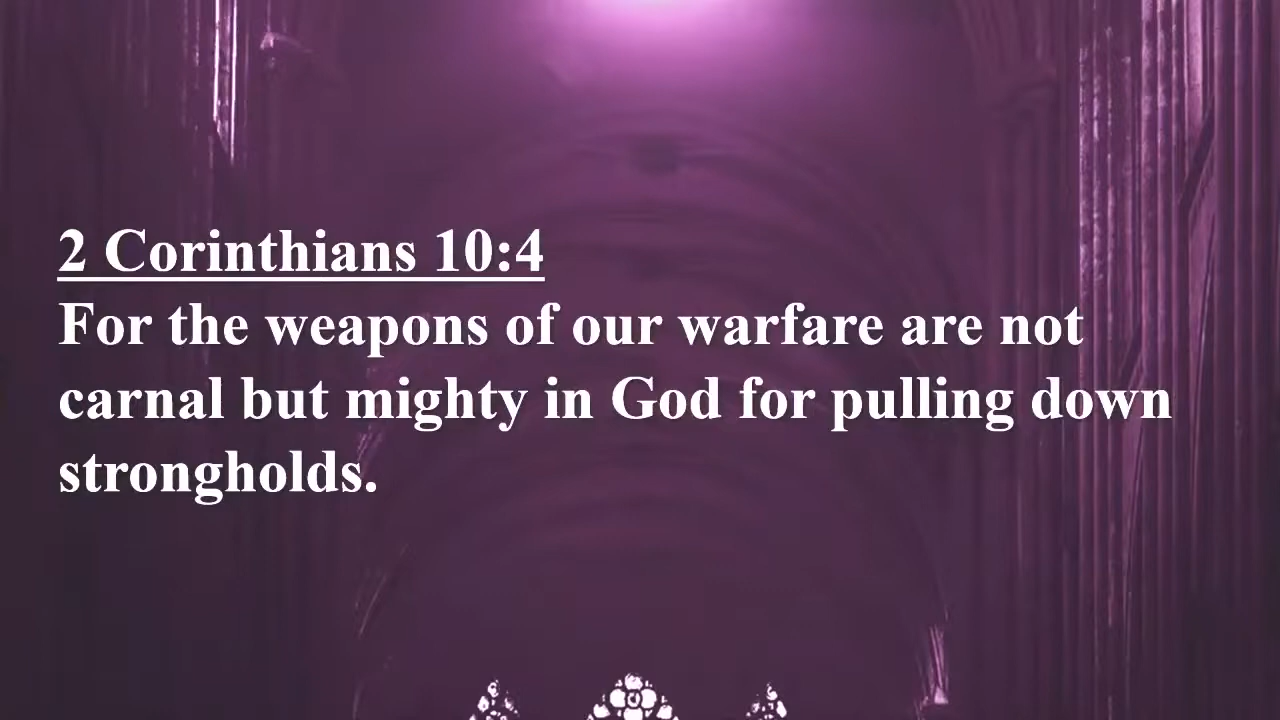 2 Corinthians 10:4
For the weapons of our warfare are not
carnal but mighty in God for pulling down
strongholds.